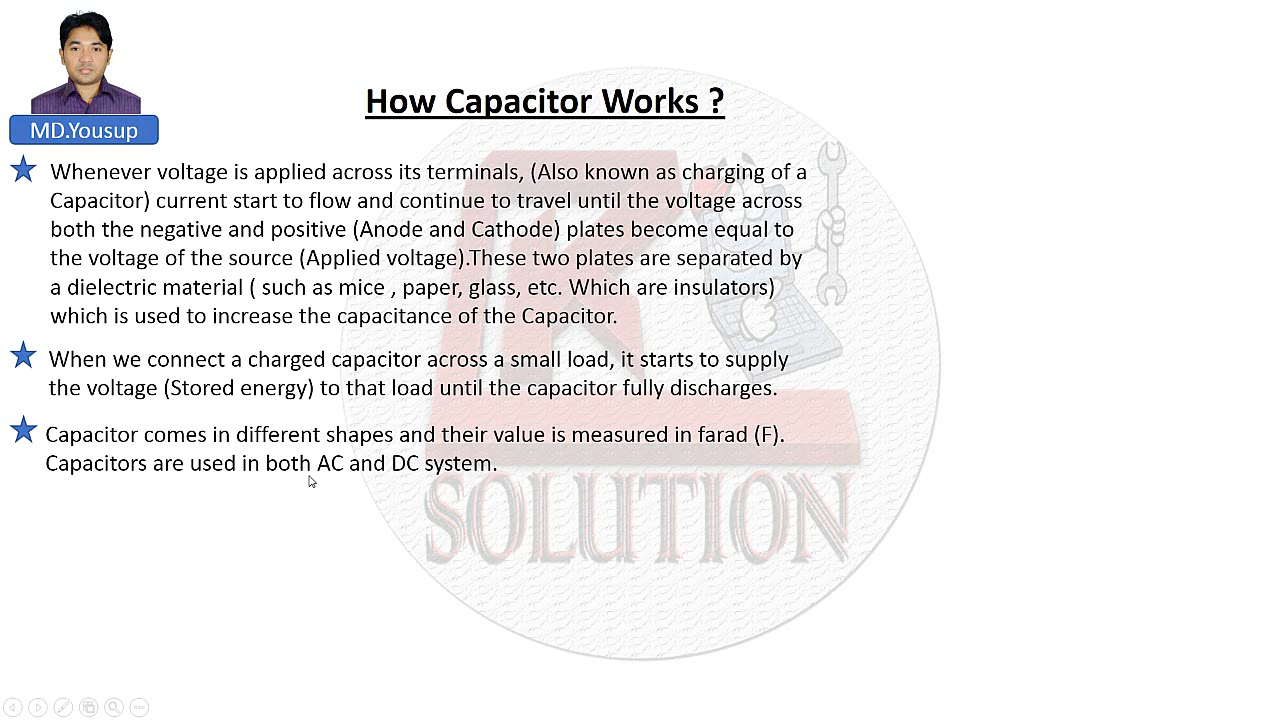 MD.Yousup
How Capacitor Works ?
Whenever voltage is applied across its terminals, (Also known as charging of a
Capacitor) current start to flow and continue to travel until the voltage across
both the negative and positive (Anode and Cathode) plates become equal to
the voltage of the source (Applied voltage).These two plates are separated by
a dielectric material ( such as mice , paper, glass, etc. Which are insulators)
which is used to increase the capacitance of the Capacitor.
When we connect a charged capacitor across a small load, it starts to supply
the voltage (Stored energy) to that load until the capacitor fully discharges.
Capacitor comes in different shapes and their value is measured in farad (F).
Capacitors are used in both AC and DC system.
SOLUTION